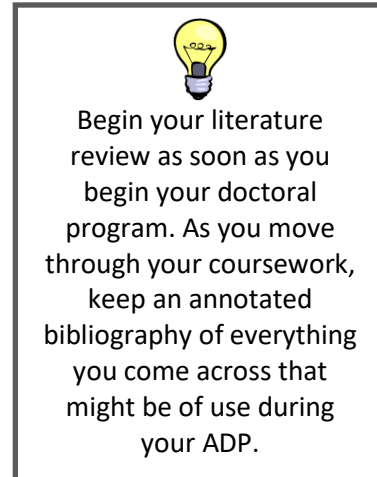 Begin your literature
review as soon as you
begin your doctoral
program. As you move
through your coursework,
keep an annotated
bibliography of everything
you come across that
might be of use during
your ADP.